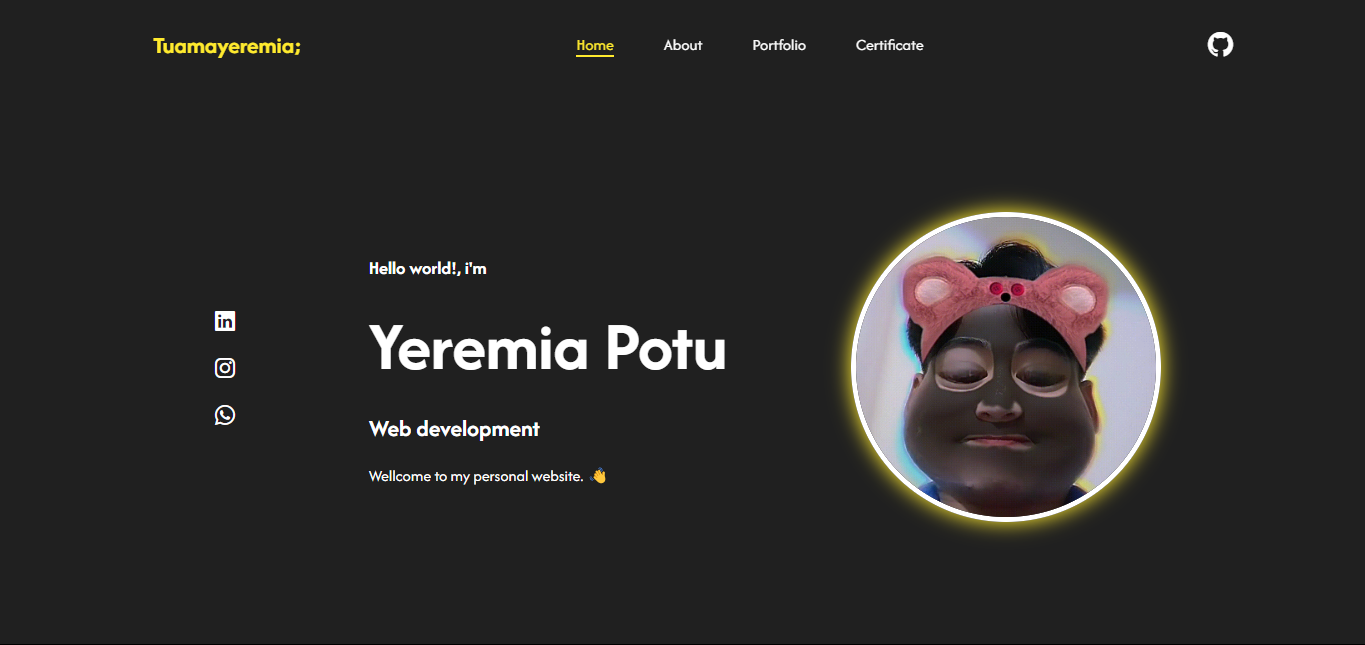 Tuamayeremia;
Home About Portfolio Certificate
Hello world!, i'm
Yeremia Potu
Web development
Wellcome to my personal website. 👋